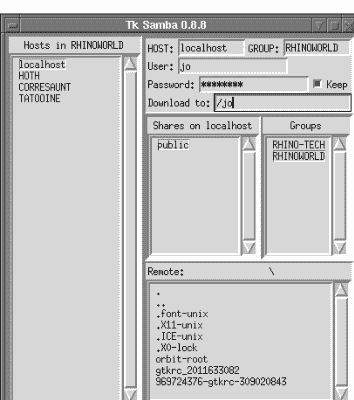 Tk Samba 0.8.8
Hosts in RHINOWORLD
localhost
HOTH
CORRESAUNT
TATOOINE
HOST: localhost GROUP: RHINOWORLD
User: jo
Password: ********
Keep
Download to: /jo
Shares on localhost
public
Groups
RHINO-TECH
RHINOWORLD
Remote: \
.
..
.font-unix
.X11-unix
.ICE-unix
.X0-lock
orbit-root
gtkrc_2011633082
969724376-gtkrc-309020843